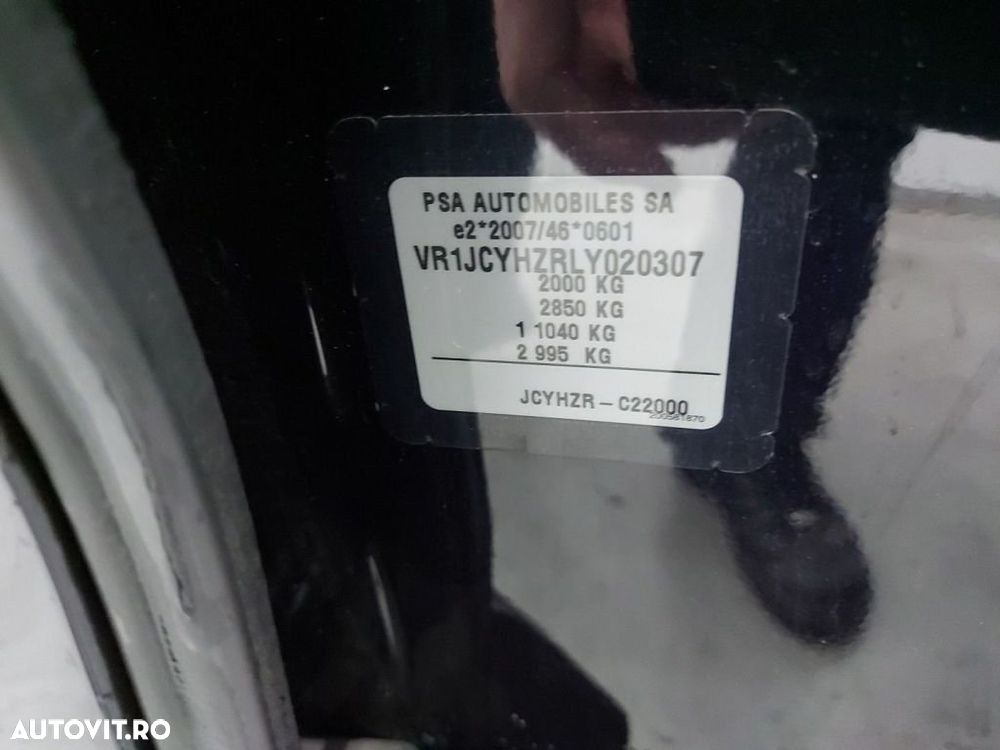 PSA AUTOMOBILES SA
e2*2007/46*0601
VR1JCYHZRLY020307
2000 KG
2850 KG
1 1040 KG
2 995 KG
JCYHZR - C22000
200581870
AUTOVIT.RO